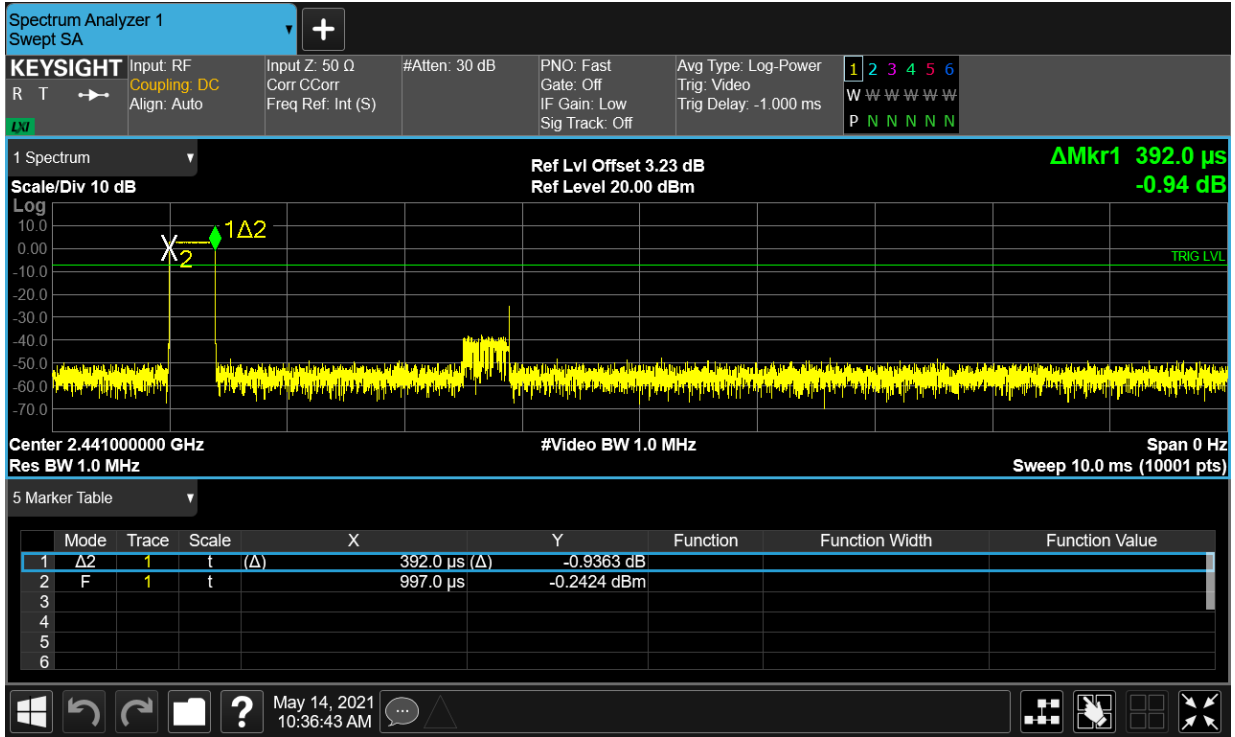 Spectrum Analyzer 1
Swept SA
+
KEYSIGHT Input: RF Input Z: 50 Ω #Atten: 30 dB PNO: Fast Avg Type: Log-Power 1 2 3 4 5 6
R T Coupling: DC Corr CCorr Gate: Off Trig: Video W W W W W W
Align: Auto Freq Ref: Int (S) IF Gain: Low Trig Delay: -1.000 ms
LXI Sig Track: Off P N N N N N
1 Spectrum
Ref Lvl Offset 3.23 dB ΔMkr1 392.0 µs
Scale/Div 10 dB Ref Level 20.00 dBm -0.94 dB
Log
10.0
1Δ2
0.00
2
TRIG LVL
-10.0
-20.0
-30.0
-40.0
-50.0
-60.0
-70.0
Center 2.441000000 GHz #Video BW 1.0 MHz Span 0 Hz
Res BW 1.0 MHz Sweep 10.0 ms (10001 pts)
5 Marker Table
Mode Trace Scale X Y Function Function Width Function Value
1 Δ2 1 t (Δ) 392.0 µs (Δ) -0.9363 dB
2 F 1 t 997.0 µs -0.2424 dBm
3
4
5
6
? May 14, 2021
10:36:43 AM